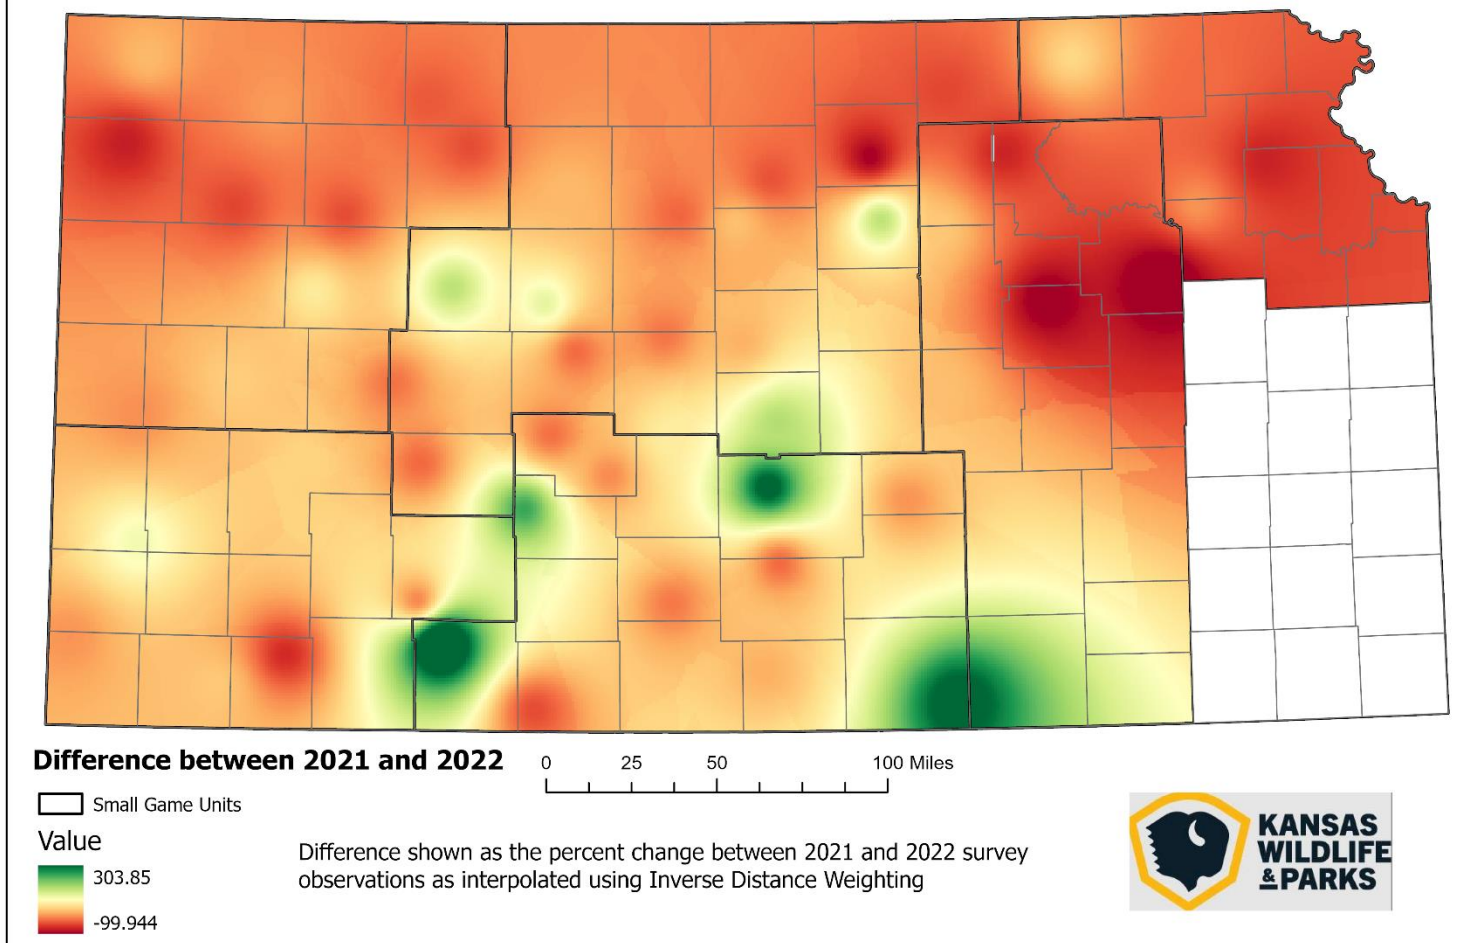 Difference between 2021 and 2022
0 25 50 100 Miles
Small Game Units
Value
303.85
-99.944
Difference shown as the percent change between 2021 and 2022 survey
observations as interpolated using Inverse Distance Weighting
KANSAS
WILDLIFE
& PARKS